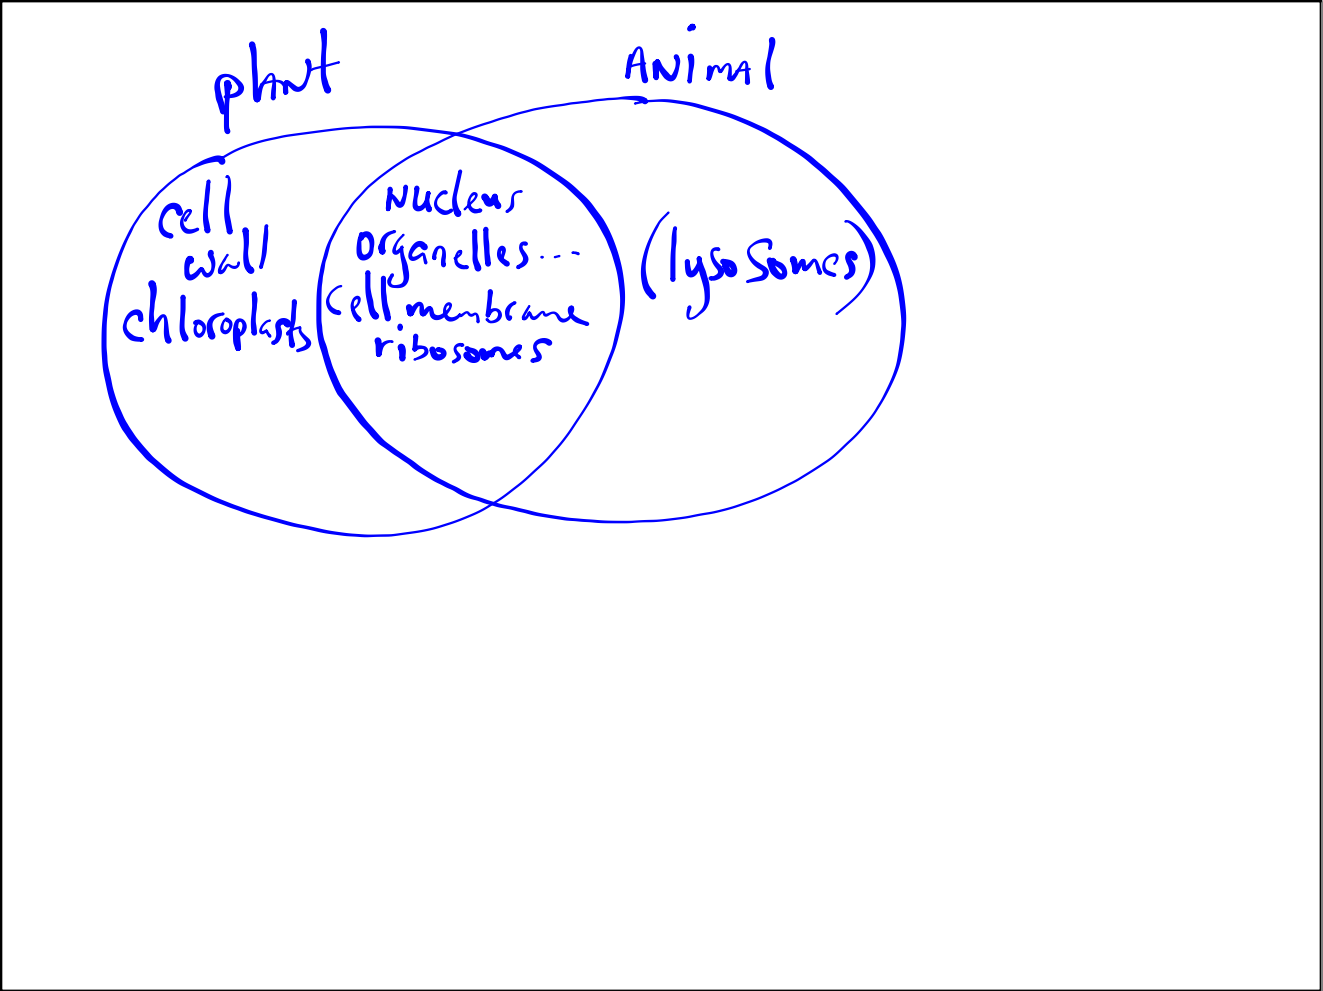 plant
Animal
cell
wall
chloroplasts
Nucleus
organelles...
cell membrane
ribosomes
(lysosomes)